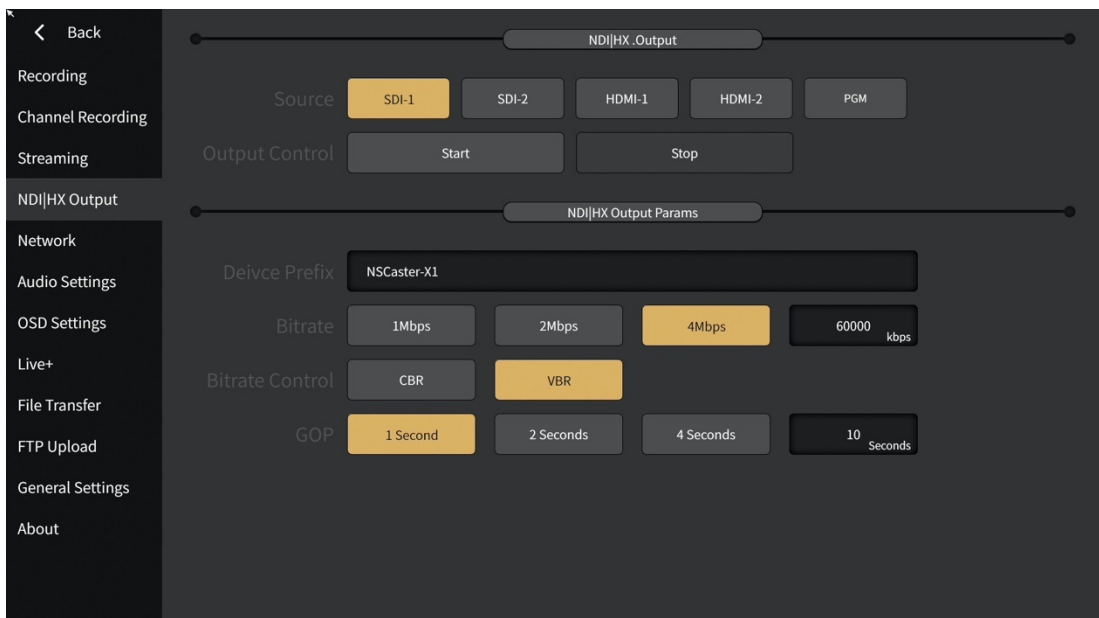 Back
NDI|HX .Output
Recording
Source SDI-1 SDI-2 HDMI-1 HDMI-2 PGM
Channel Recording
Streaming
Output Control Start Stop
NDI|HX Output
NDI|HX Output Params
Network
Audio Settings
Deivce Prefix NSCaster-X1
OSD Settings
Bitrate 1Mbps 2Mbps 4Mbps 60000 kbps
Live+
Bitrate Control CBR VBR
File Transfer
GOP 1 Second 2 Seconds 4 Seconds 10 Seconds
FTP Upload
General Settings
About